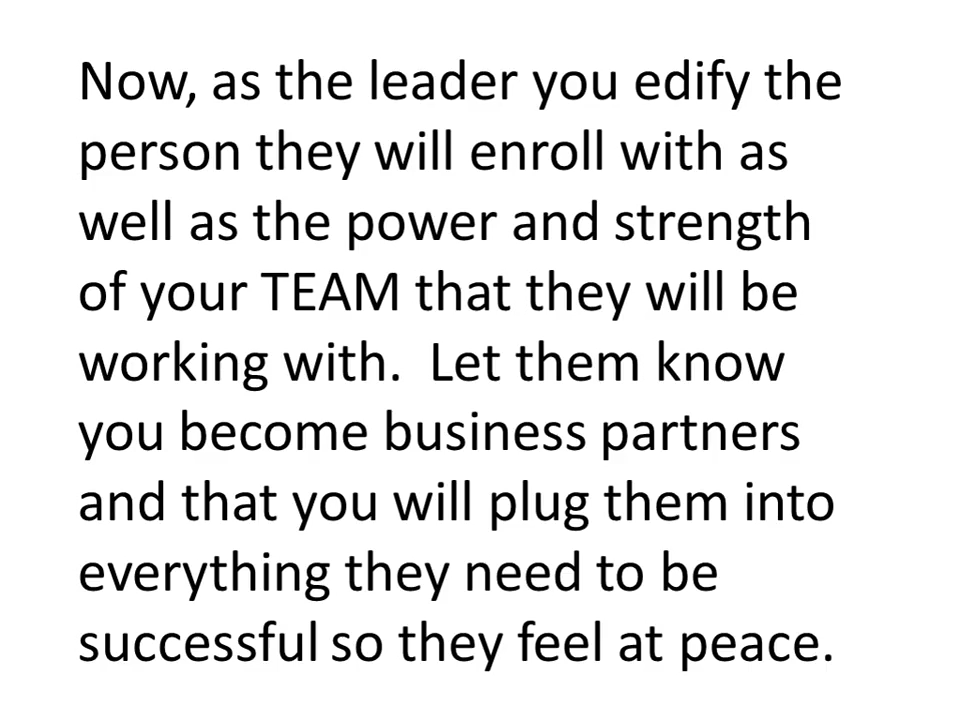 Now, as the leader you edify the
person they will enroll with as
well as the power and strength
of your TEAM that they will be
working with.  Let them know
you become business partners
and that you will plug them into
everything they need to be
successful so they feel at peace.